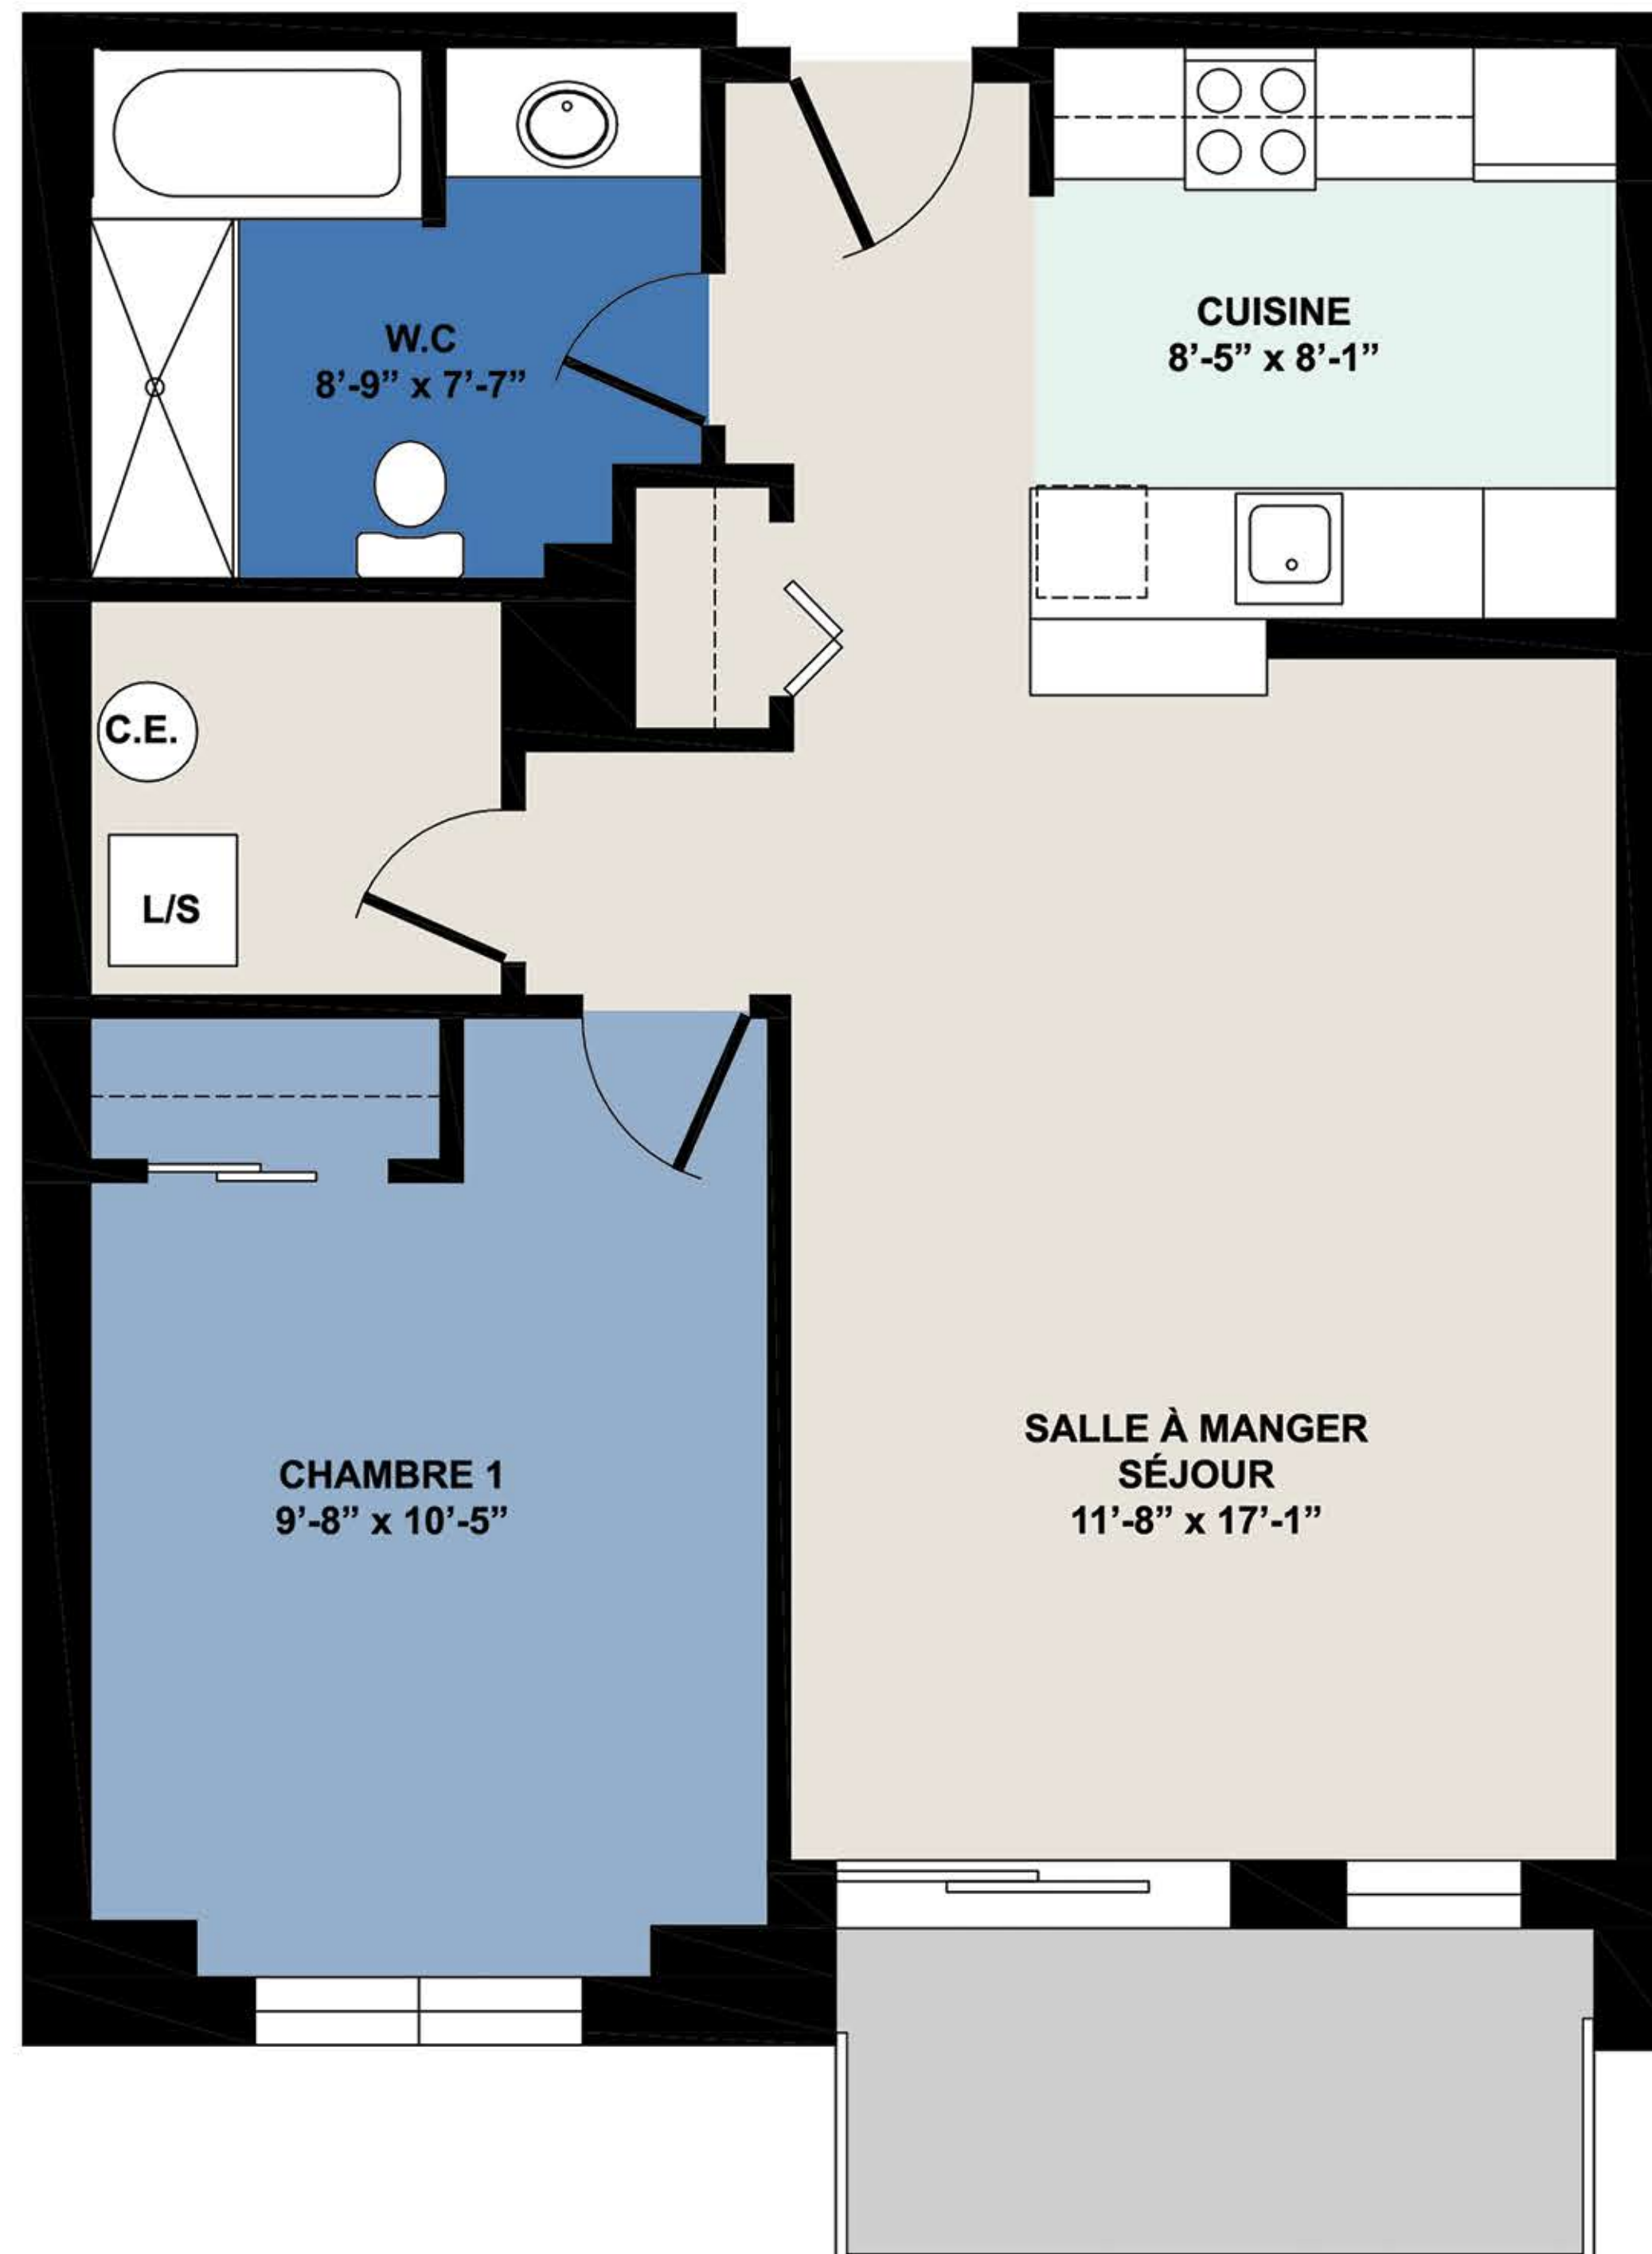 W.C
8’-9” x 7’-7”
CUISINE
8’-5” x 8’-1”
C.E.
L/S
CHAMBRE 1
9’-8” x 10’-5”
SALLE À MANGER
SÉJOUR
11’-8” x 17’-1”